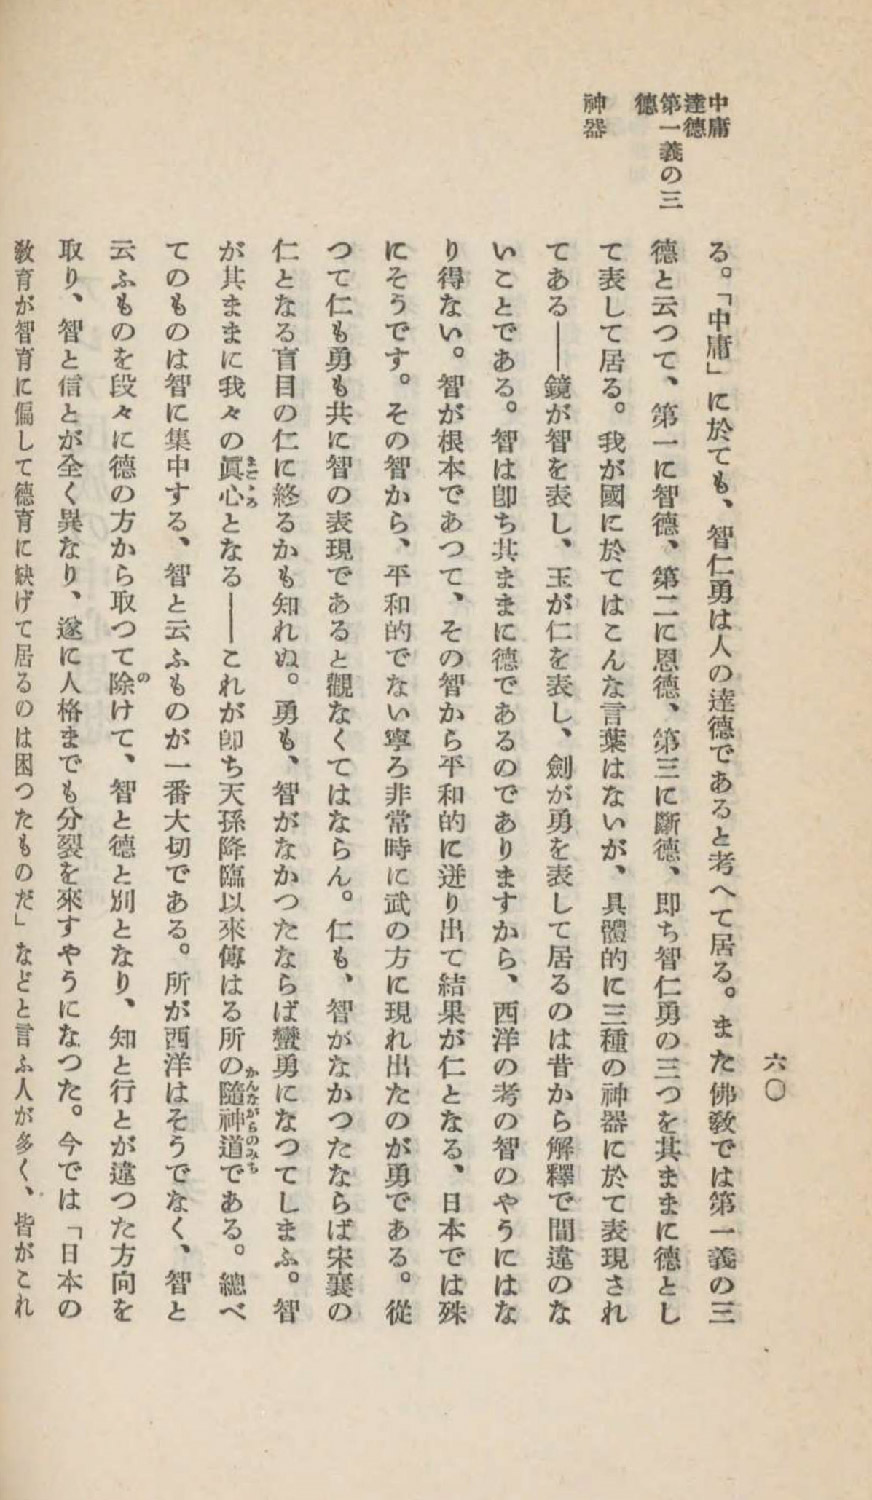 中庸
達德
第一義の三
德
神器
る。「中庸」に於ても、智仁勇は人の達德であると考へて居る。また佛敎では第一義の三
德と云つて、第一に智德、第二に恩德、第三に斷德、卽ち智仁勇の三つを其ままに德とし
て表して居る。我が國に於てはこんな言葉はないが、具體的に三種の神器に於て表現され
てある——鏡が智を表し、玉が仁を表し、劍が勇を表して居るのは昔から解釋で間違のな
いことである。智は卽ち其ままに德であるのでありますから、西洋の考の智のやうにはな
り得ない。智が根本であつて、その智から平和的に迸り出て結果が仁となる、日本では殊
にそうです。その智から、平和的でない寧ろ非常時に武の方に現れ出たのが勇である。從
つて仁も勇も共に智の表現であると觀なくてはならん。仁も、智がなかつたならば宋襄の
仁となる盲目の仁に終るかも知れぬ。勇も、智がなかつたならば蠻勇になつてしまふ。智
が其ままに我々の眞心となる——これが卽ち天孫降臨以來傳はる所の隨神道である。總べ
てのものは智に集中する、智と云ふものが一番大切である。所が西洋はそうでなく、智と
云ふものを段々に德の方から取つて除けて、智と德と別となり、知と行とが違つた方向を
取り、智と信とが全く異なり、遂に人格までも分裂を來すやうになつた。今では「日本の
敎育が智育に偏して德育に缺げて居るのは困つたものだ」などと言ふ人が多く、皆がこれ
六〇